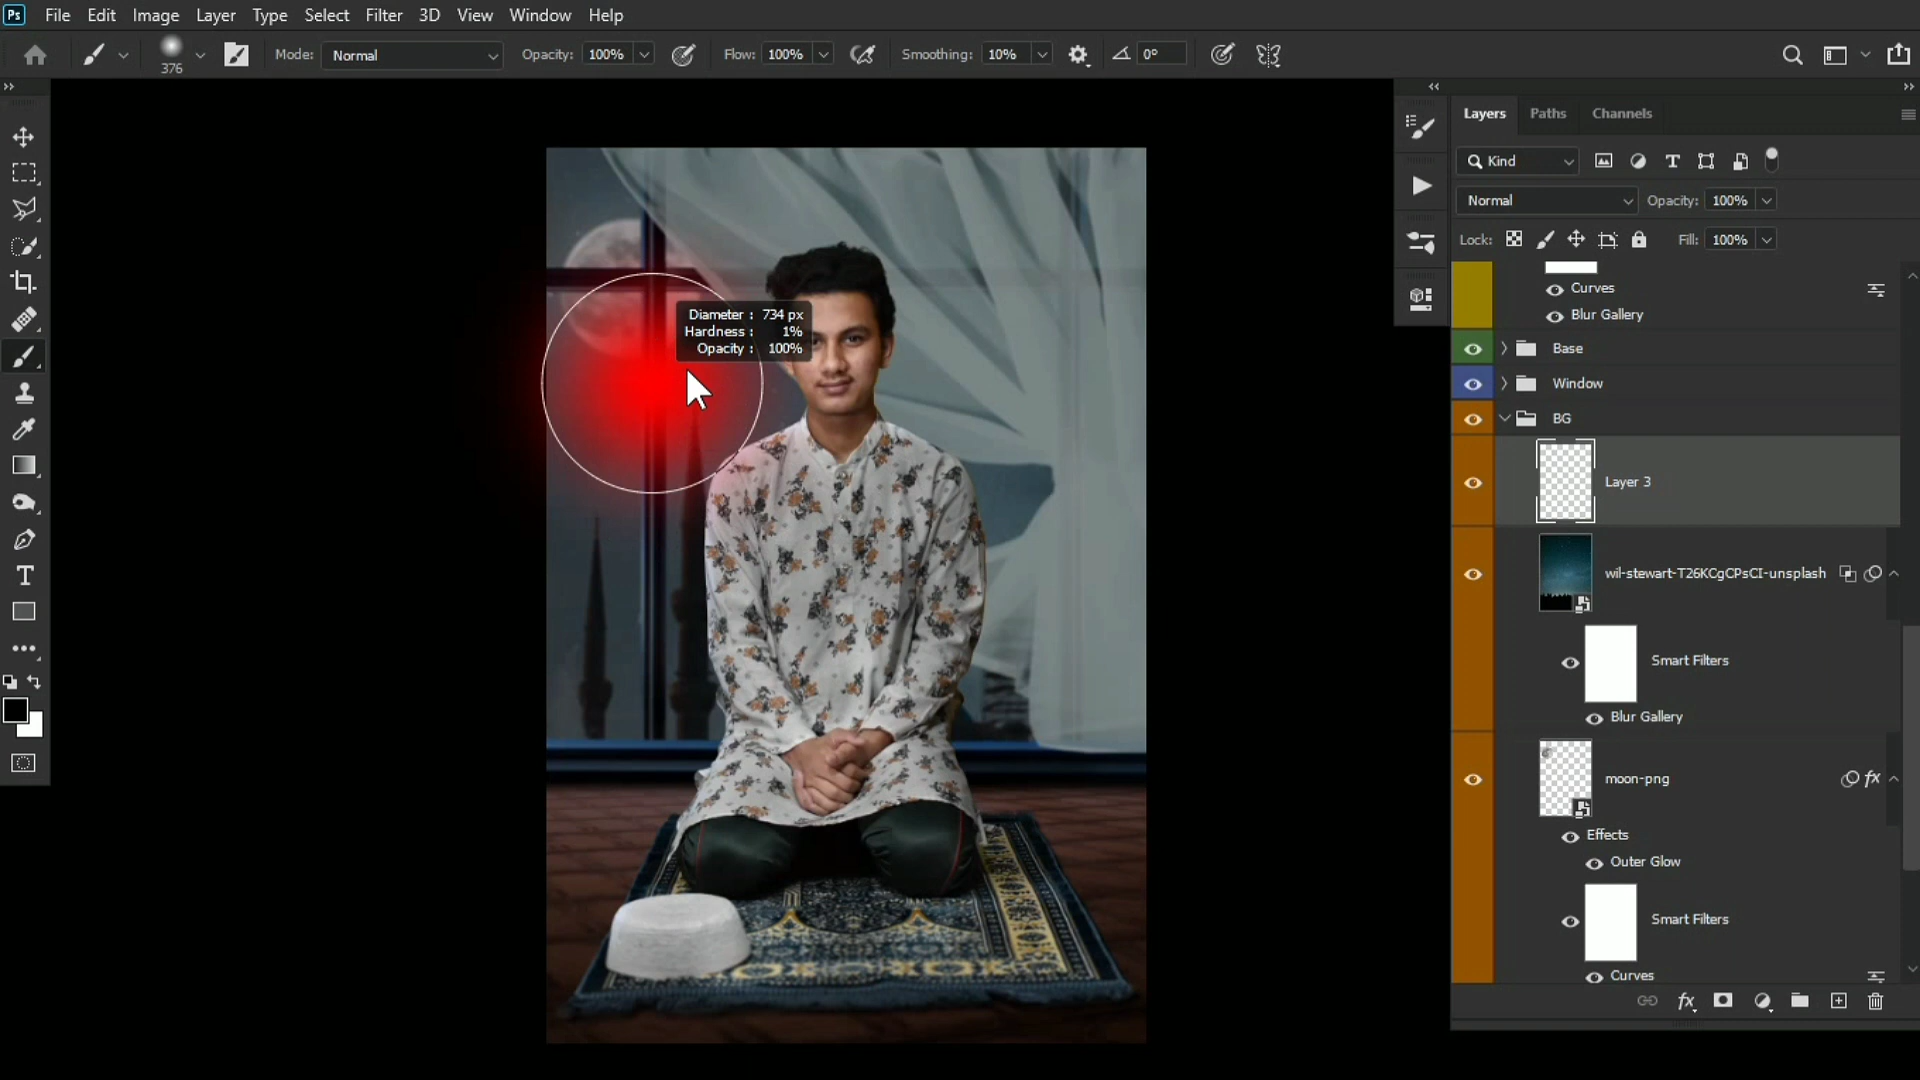 Ps File Edit Image Layer Type Select Filter 3D View Window Help
376 Mode: Normal Opacity: 100% Flow: 100% Smoothing: 10% 0°
Layers Paths Channels
Kind
Normal Opacity: 100%
Lock: Fill: 100%
Curves
Blur Gallery
Base
Window
BG
Layer 3
wil-stewart-T26KCgCPsCI-unsplash
Smart Filters
Blur Gallery
moon-png fx
Effects
Outer Glow
Smart Filters
Curves
fx
Diameter : 734 px
Hardness : 1%
Opacity : 100%